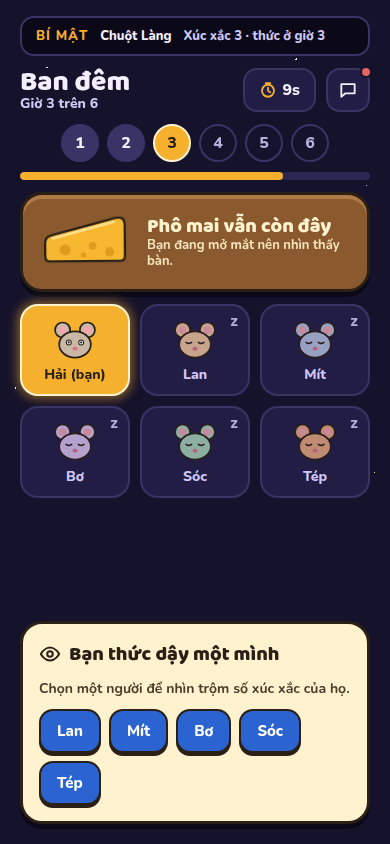 BÍ MẬT Chuột Làng Xúc xắc 3 · thức ở giờ 3
Ban đêm
Giờ 3 trên 6
9s
1 2 3 4 5 6
Phô mai vẫn còn đây
Bạn đang mở mắt nên nhìn thấy
bàn.
Hải (bạn)
z
Lan
z
Mít
z
Bơ
z
Sóc
z
Tép
Bạn thức dậy một mình
Chọn một người để nhìn trộm số xúc xắc của họ.
Lan Mít Bơ Sóc
Tép